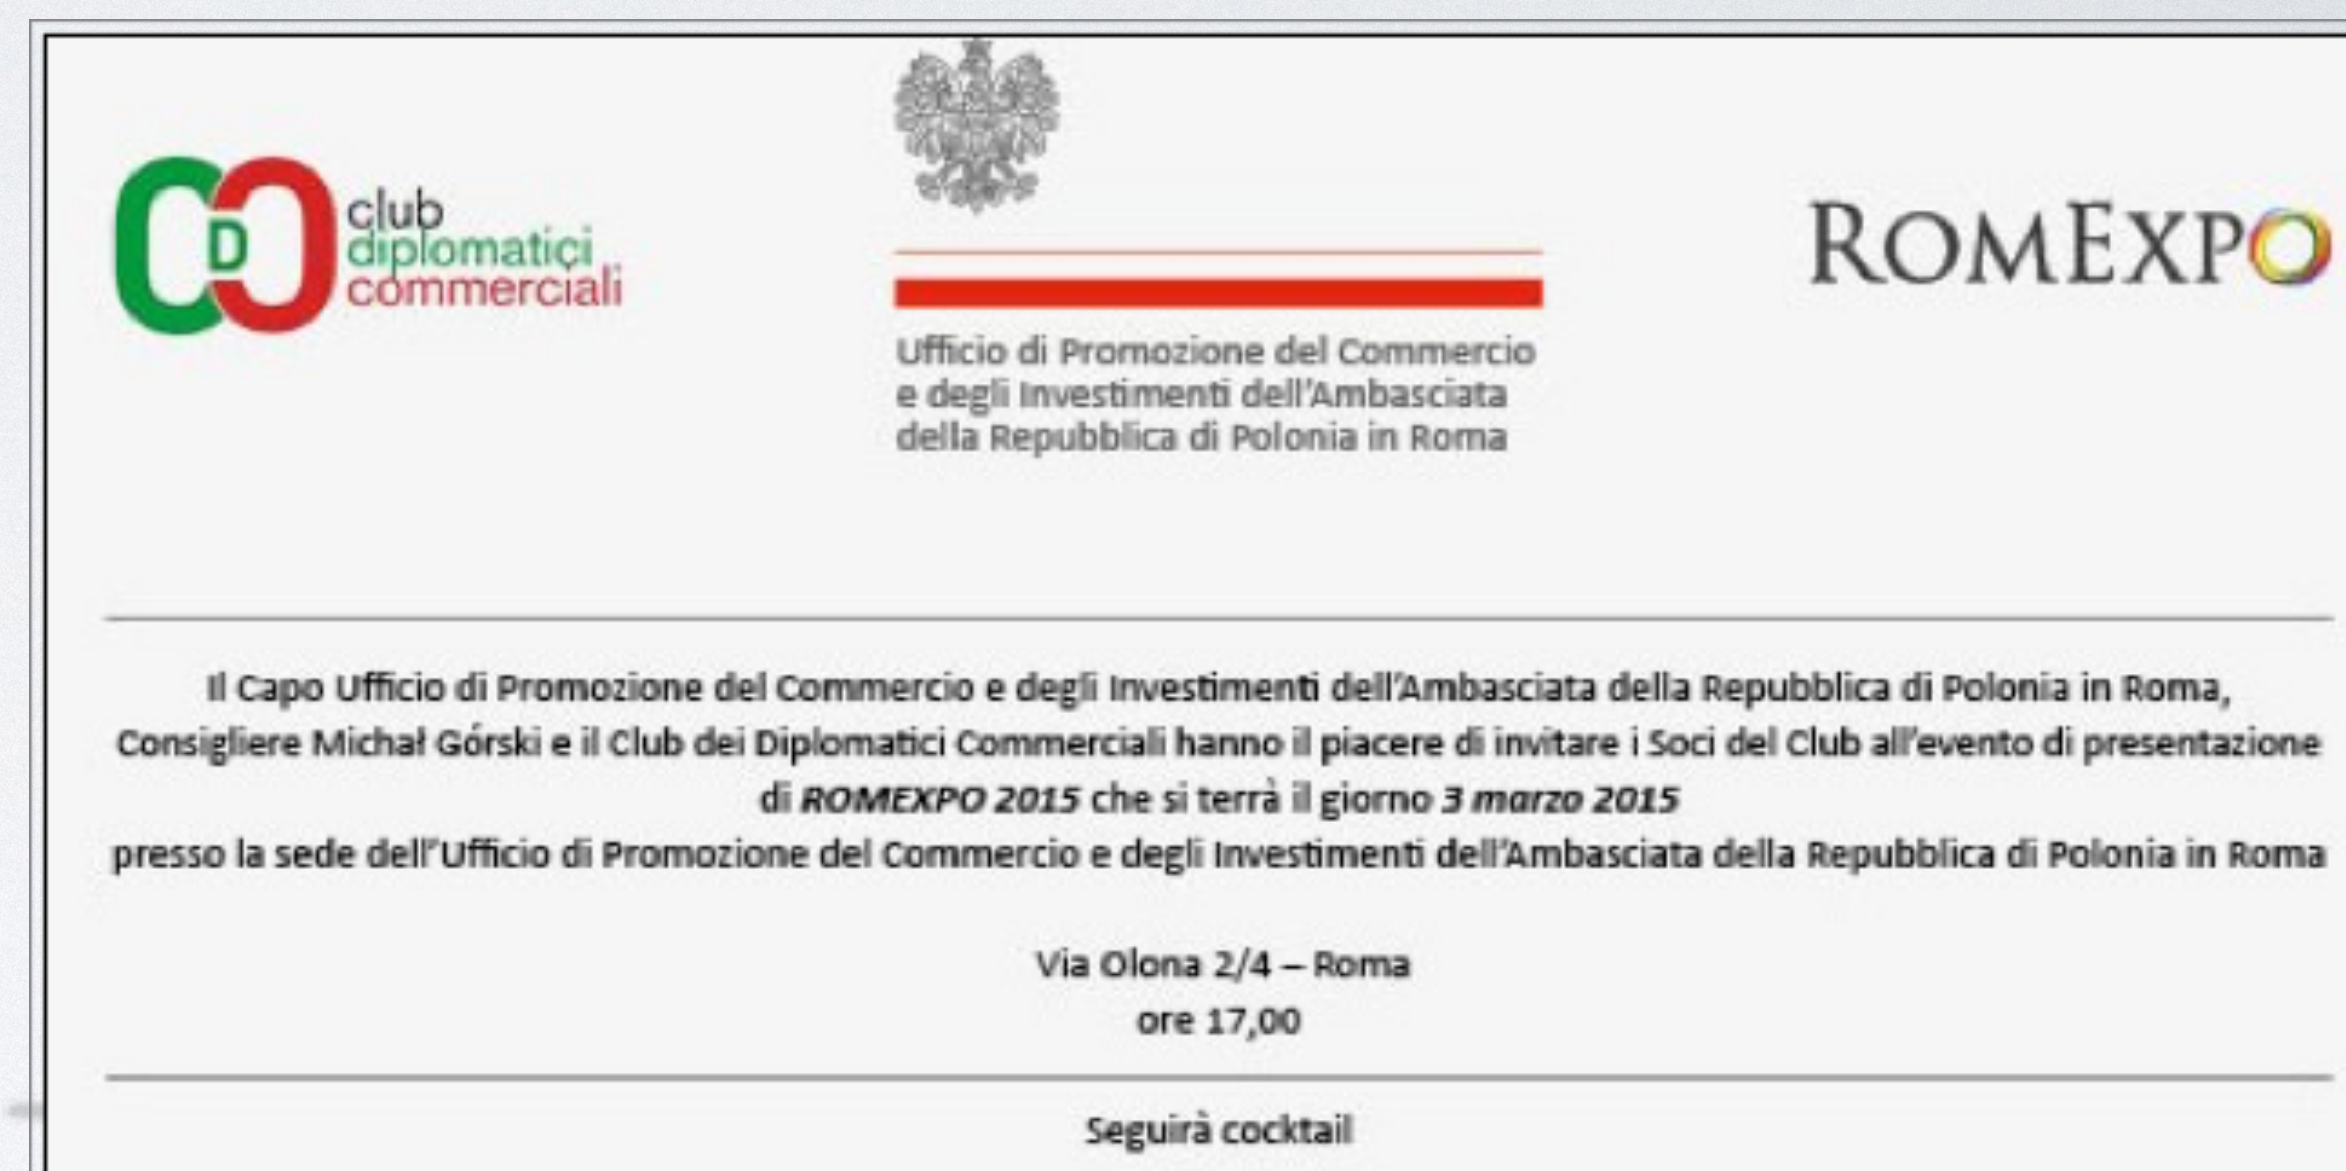 CDC
club
diplomatici
commerciali
Ufficio di Promozione del Commercio
e degli Investimenti dell'Ambasciata
della Repubblica di Polonia in Roma
ROMEXPO
Il Capo Ufficio di Promozione del Commercio e degli Investimenti dell'Ambasciata della Repubblica di Polonia in Roma,
Consigliere Michał Górski e il Club dei Diplomatici Commerciali hanno il piacere di invitare i Soci del Club all'evento di presentazione
di ROMEXPO 2015 che si terrà il giorno 3 marzo 2015
presso la sede dell'Ufficio di Promozione del Commercio e degli Investimenti dell'Ambasciata della Repubblica di Polonia in Roma
Via Olona 2/4 – Roma
ore 17,00
Seguirà cocktail